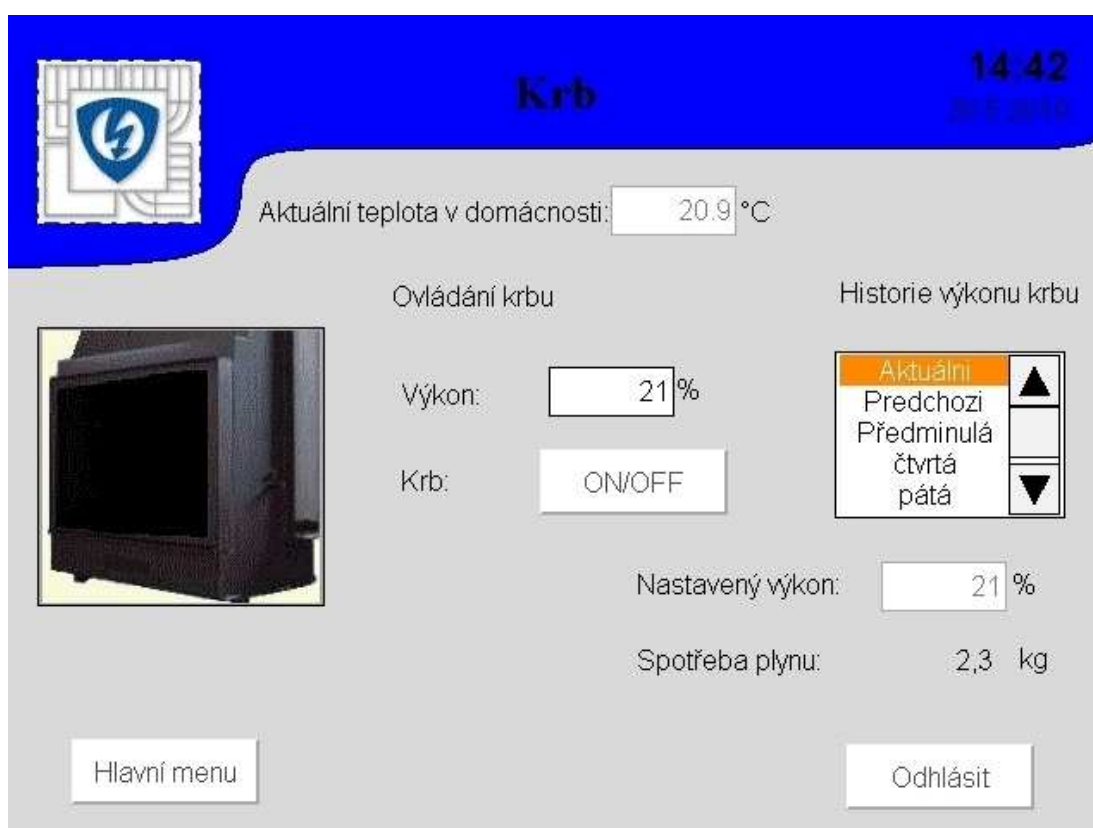 Krb
14:42
Aktuální teplota v domácnosti: 20.9 °C
Ovládání krbu
Historie výkonu krbu
Výkon: 21 %
Aktuální
Predchozi
Předminulá
čtvrtá
pátá
Krb: ON/OFF
Nastavený výkon: 21 %
Spotřeba plynu: 2,3 kg
Hlavní menu
Odhlásit